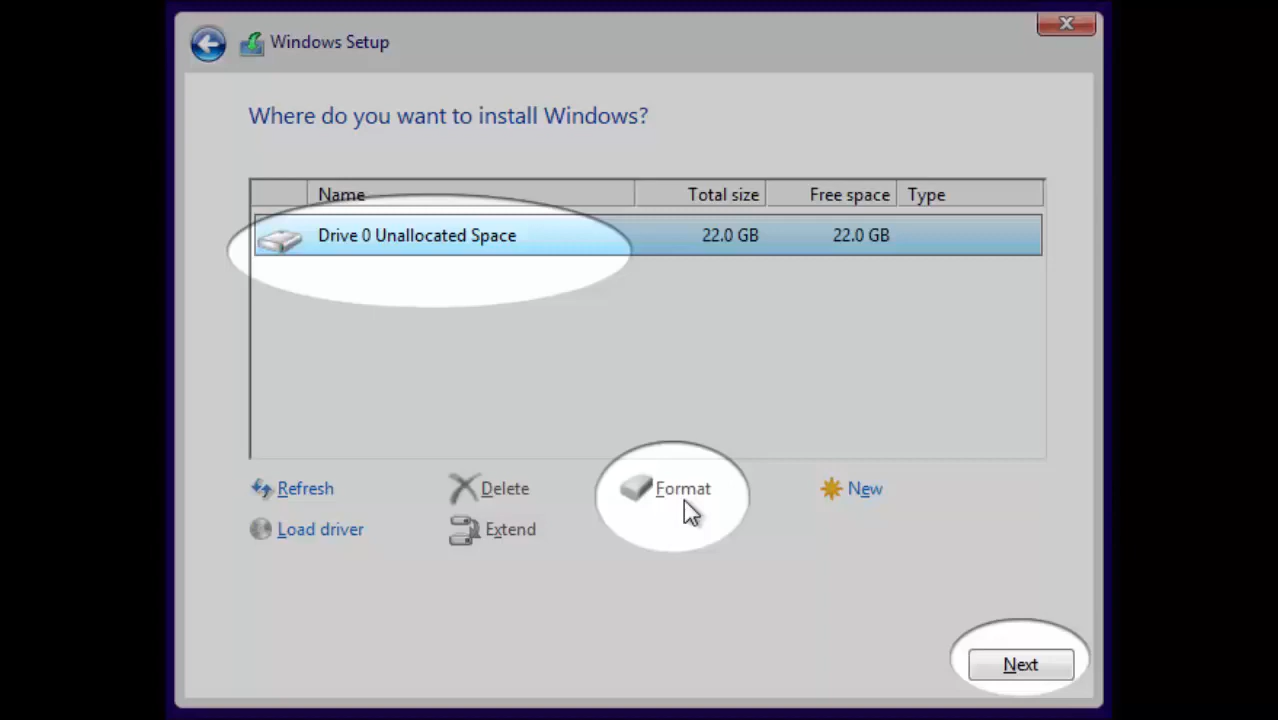 Windows Setup
Where do you want to install Windows?
Name Total size Free space Type
Drive 0 Unallocated Space 22.0 GB 22.0 GB
Refresh Delete Format New
Load driver Extend
Next